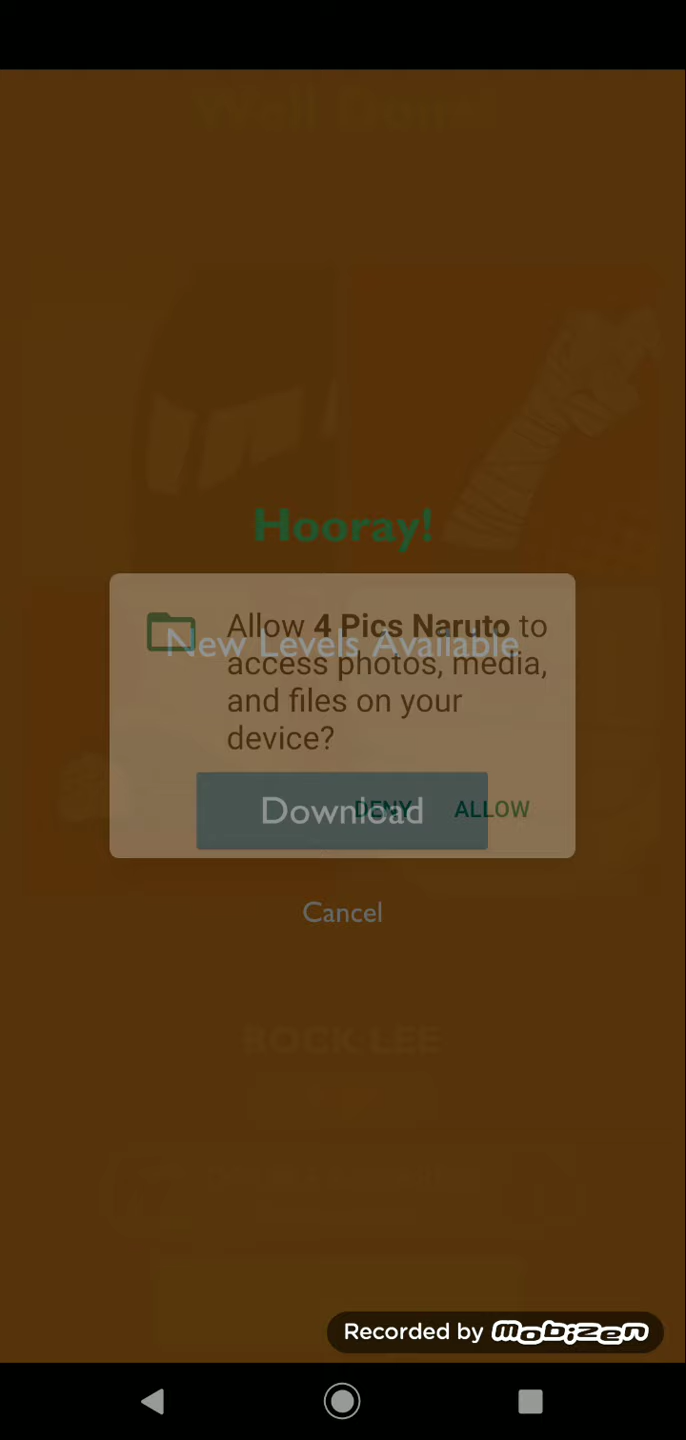 Well Done!
Hooray!
Allow 4 Pics Naruto to
access photos, media,
and files on your
device?
New Levels Available
Download
DENY
ALLOW
Cancel
ROCK LEE
Recorded by mobizen